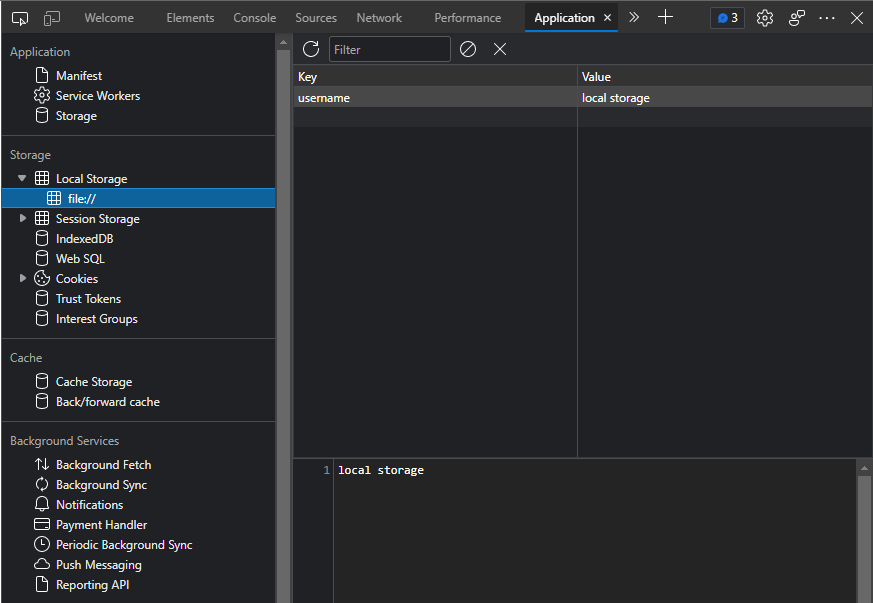 Welcome Elements Console Sources Network Performance Application 3
Application
Manifest
Service Workers
Storage
Storage
Local Storage
file://
Session Storage
IndexedDB
Web SQL
Cookies
Trust Tokens
Interest Groups
Cache
Cache Storage
Back/forward cache
Background Services
Background Fetch
Background Sync
Notifications
Payment Handler
Periodic Background Sync
Push Messaging
Reporting API
Filter
Key Value
username local storage
1 local storage